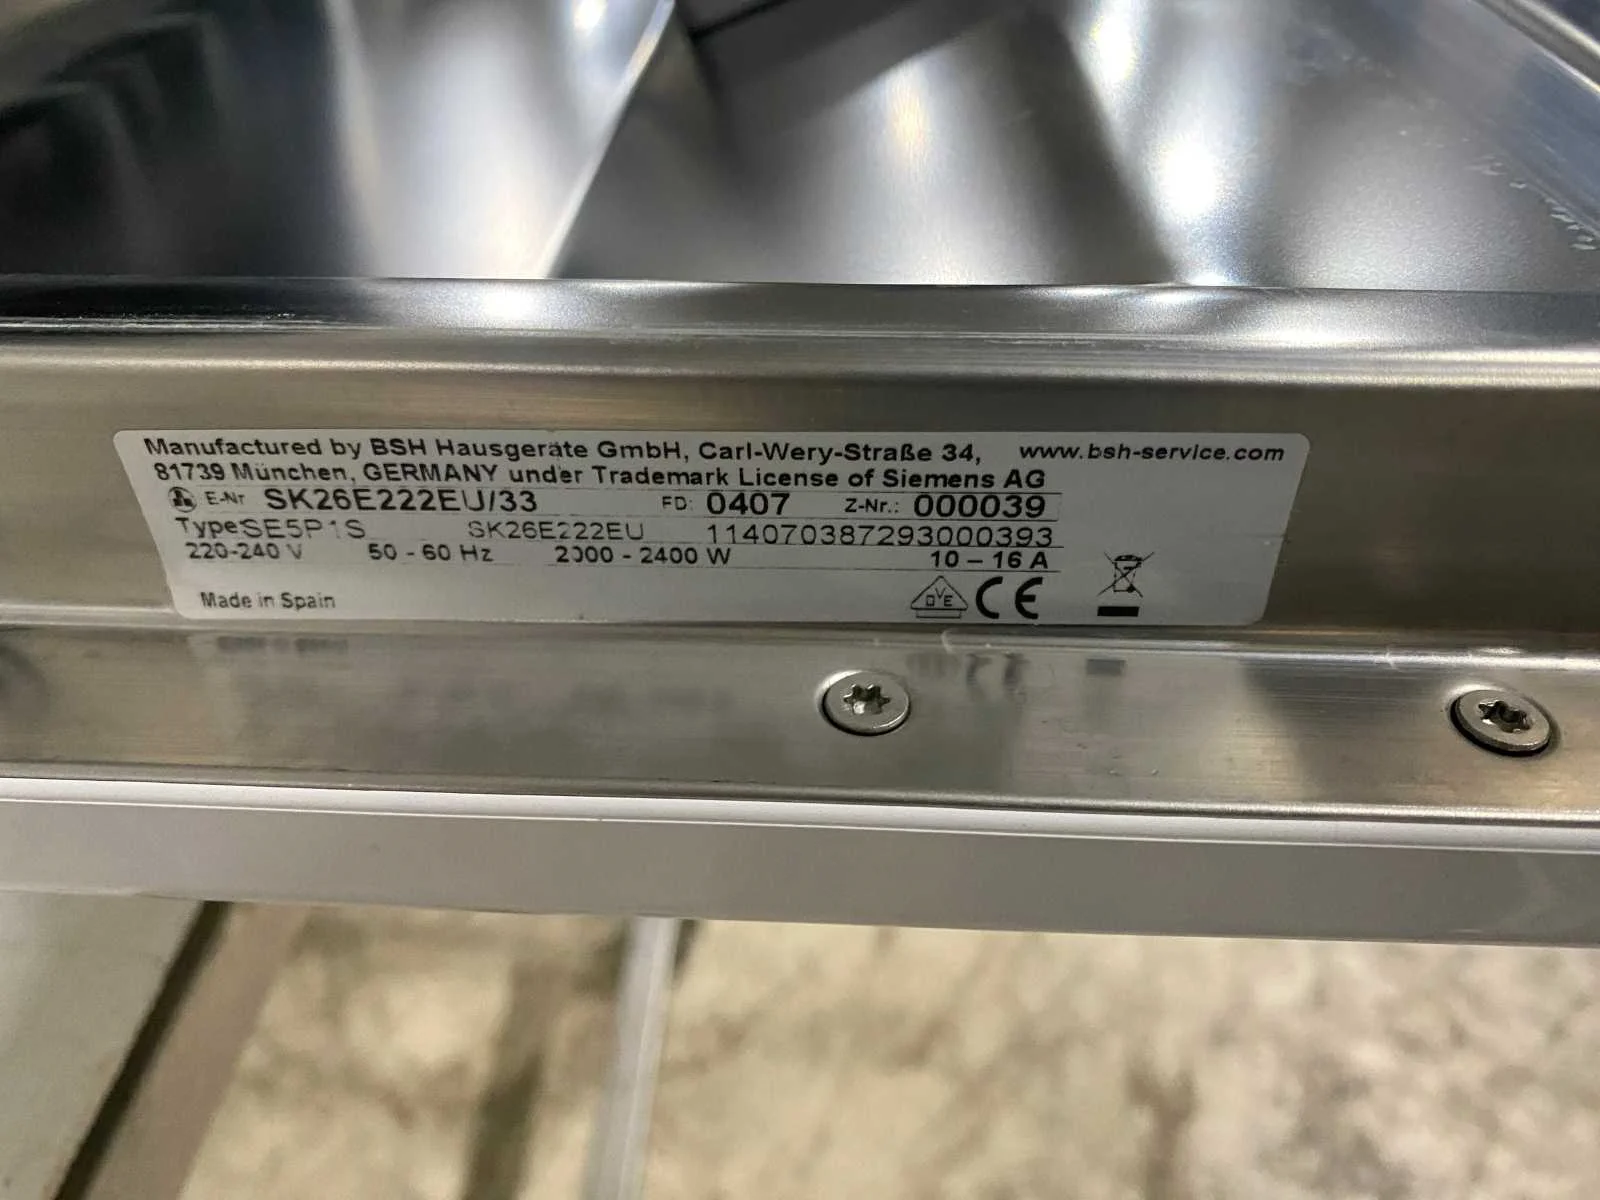 Manufactured by BSH Hausgeräte GmbH, Carl-Wery-Straße 34, www.bsh-service.com
81739 München, GERMANY under Trademark License of Siemens AG
E-Nr SK26E222EU/33 FD: 0407 Z-Nr.: 000039
Type SE5P1S SK26E222EU 114070387293000393
220-240 V 50 - 60 Hz 2000 - 2400 W 10 – 16 A
Made in Spain DVE CE